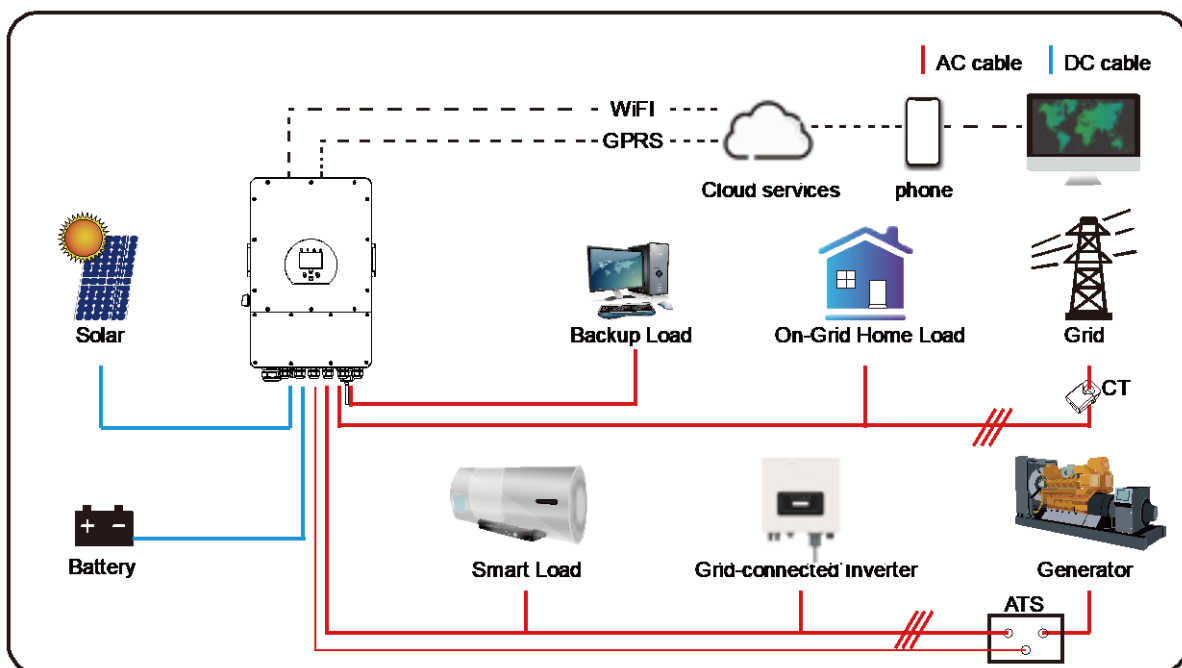 AC cable
DC cable
WiFI
GPRS
Cloud services
phone
Solar
Backup Load
On-Grid Home Load
Grid
CT
Battery
Smart Load
Grid-connected Inverter
Generator
ATS